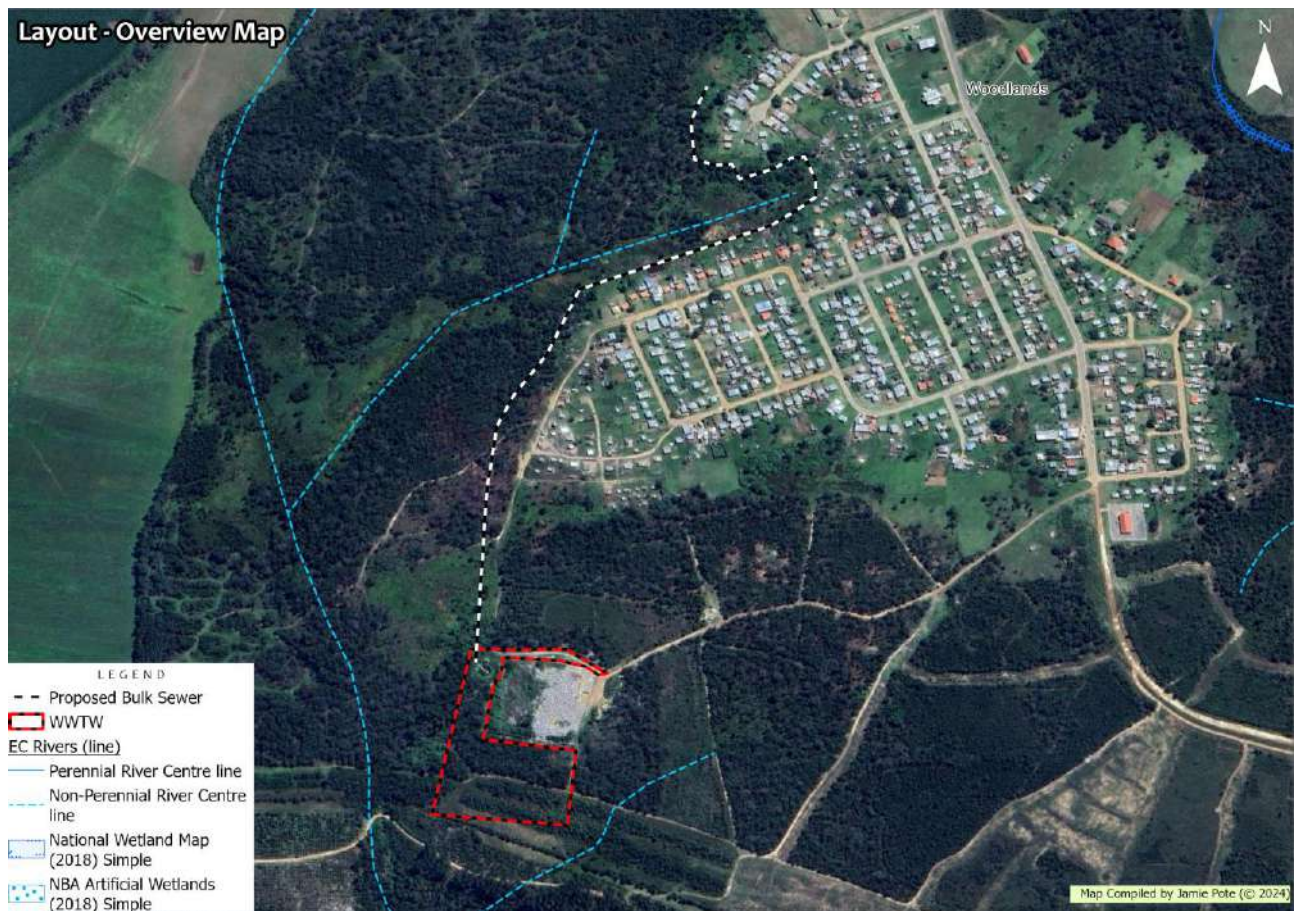 Layout - Overview Map
N
Woodlands
LEGEND
Proposed Bulk Sewer
WWTW
EC Rivers (line)
Perennial River Centre line
Non-Perennial River Centre
line
National Wetland Map
(2018) Simple
NBA Artificial Wetlands
(2018) Simple
Map Compiled by Jamie Pote (© 2024)